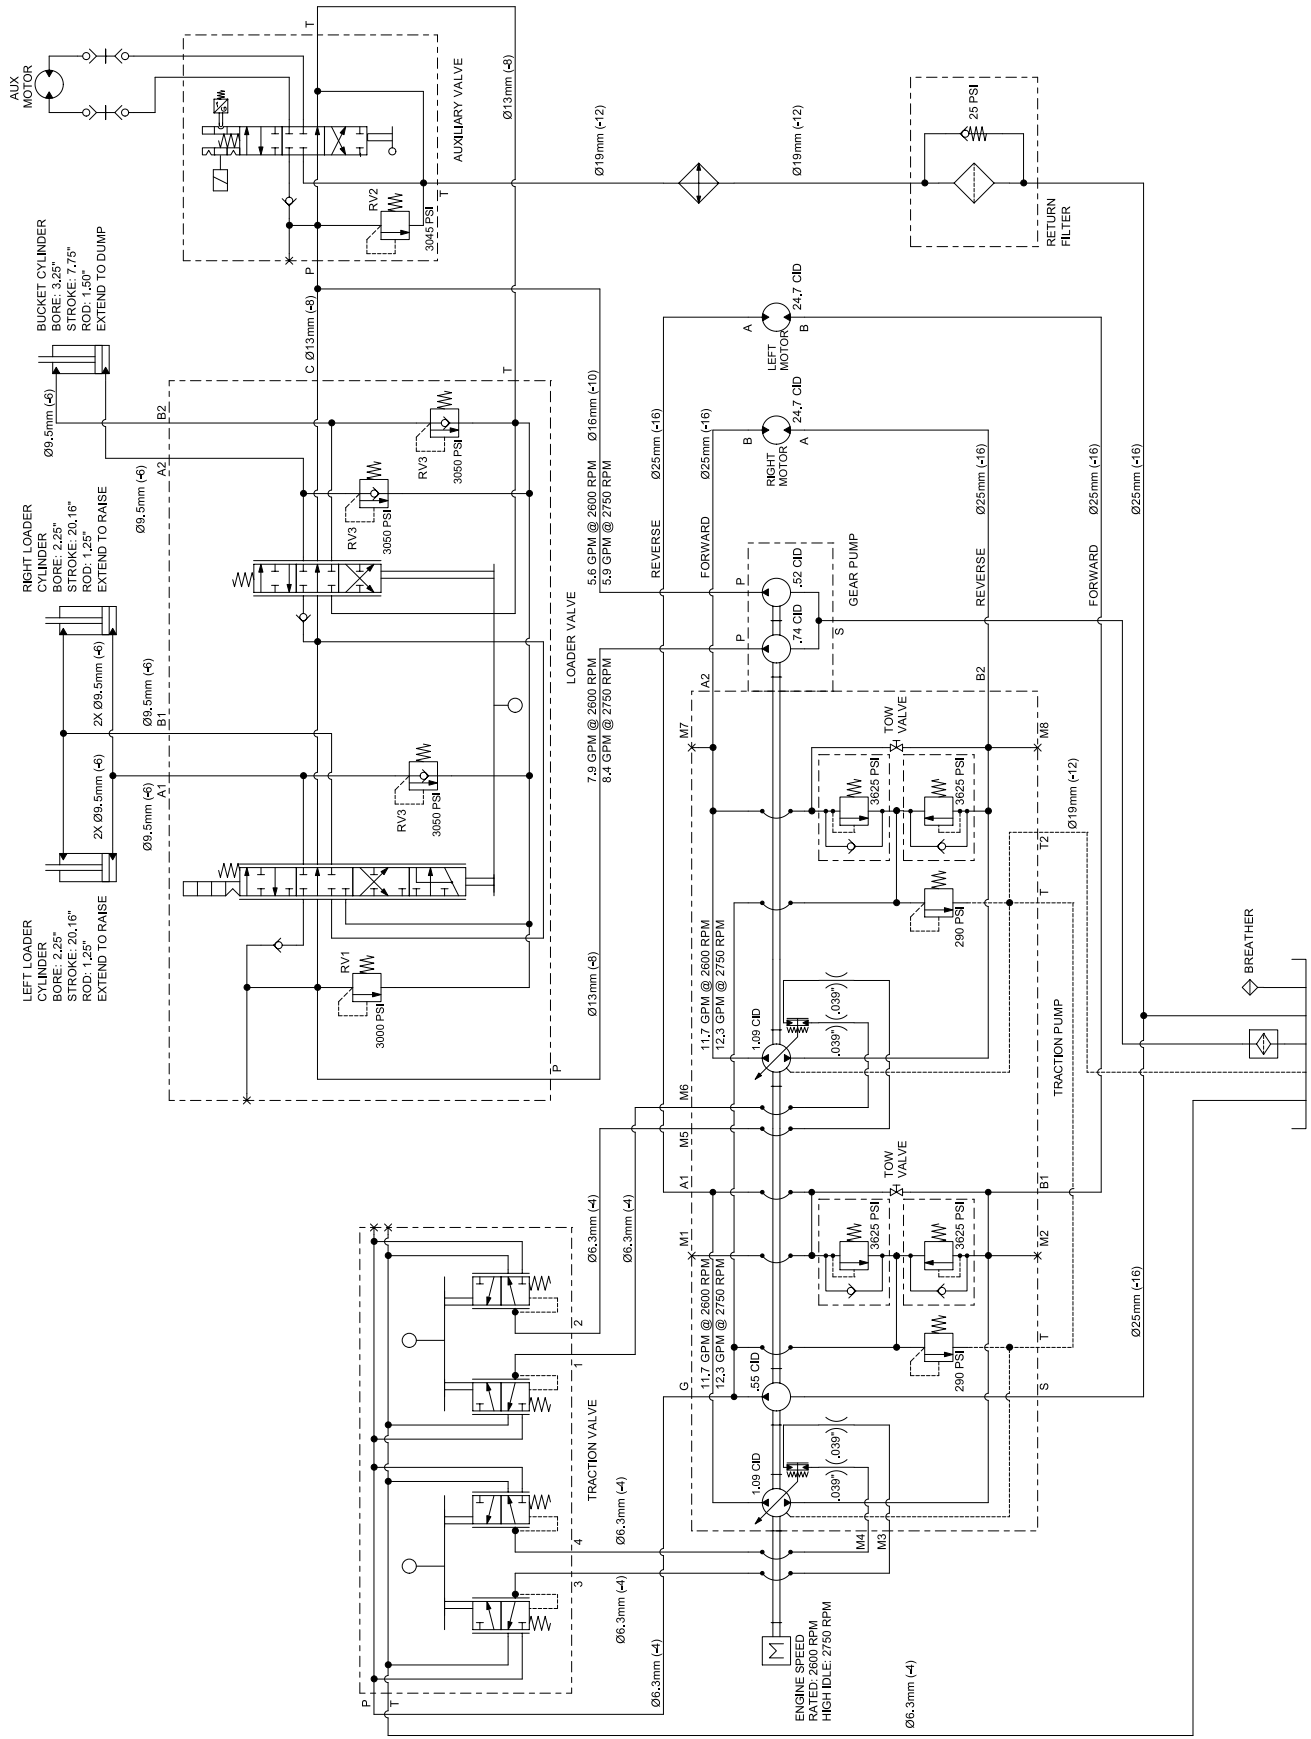 LEFT LOADER
CYLINDER
BORE: 2.25"
STROKE: 20.16"
ROD: 1.25"
EXTEND TO RAISE
RIGHT LOADER
CYLINDER
BORE: 2.25"
STROKE: 20.16"
ROD: 1.25"
EXTEND TO RAISE
BUCKET CYLINDER
BORE: 3.25"
STROKE: 7.75"
ROD: 1.50"
EXTEND TO DUMP
AUX
MOTOR
2X Ø9.5mm (-6)
2X Ø9.5mm (-6)
Ø9.5mm (-6)
Ø9.5mm (-6)
Ø9.5mm (-6)
Ø9.5mm (-6)
A1
B1
A2
B2
RV1
3000 PSI
RV3
3050 PSI
RV3
3050 PSI
RV3
3050 PSI
P
LOADER VALVE
T
C
Ø13mm (-8)
P
T
RV2
3045 PSI
T
AUXILIARY VALVE
Ø13mm (-8)
Ø13mm (-8)
7.9 GPM @ 2600 RPM
8.4 GPM @ 2750 RPM
5.6 GPM @ 2600 RPM
5.9 GPM @ 2750 RPM
Ø16mm (-10)
Ø19mm (-12)
Ø19mm (-12)
25 PSI
RETURN
FILTER
P
T
3
4
1
2
TRACTION VALVE
Ø6.3mm (-4)
Ø6.3mm (-4)
Ø6.3mm (-4)
Ø6.3mm (-4)
Ø6.3mm (-4)
Ø6.3mm (-4)
REVERSE
Ø25mm (-16)
FORWARD
Ø25mm (-16)
G
M1
A1
M5
M6
M7
A2
11.7 GPM @ 2600 RPM
12.3 GPM @ 2750 RPM
11.7 GPM @ 2600 RPM
12.3 GPM @ 2750 RPM
P
P
.74 CID
.52 CID
S
GEAR PUMP
B
RIGHT
MOTOR
24.7 CID
A
A
LEFT
MOTOR
24.7 CID
B
M
ENGINE SPEED
RATED: 2600 RPM
HIGH IDLE: 2750 RPM
1.09 CID
.55 CID
1.09 CID
.039"
.039"
.039"
.039"
M4
M3
290 PSI
3625 PSI
3625 PSI
TOW
VALVE
290 PSI
3625 PSI
3625 PSI
TOW
VALVE
S
T
M2
B1
T
T2
M8
B2
REVERSE
Ø25mm (-16)
TRACTION PUMP
Ø19mm (-12)
FORWARD
Ø25mm (-16)
Ø25mm (-16)
Ø25mm (-16)
BREATHER